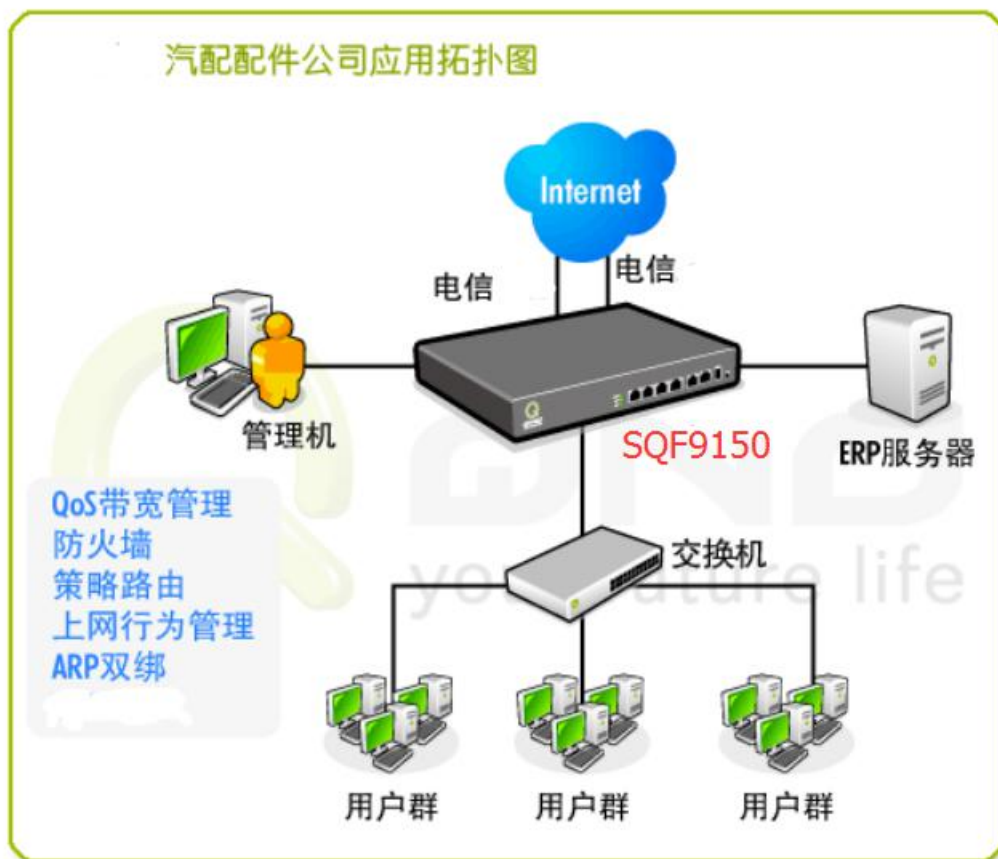 汽配配件公司应用拓扑图
Internet
电信
电信
管理机
SQF9150
ERP服务器
QoS带宽管理
防火墙
策略路由
上网行为管理
ARP双绑
交换机
用户群
用户群
用户群